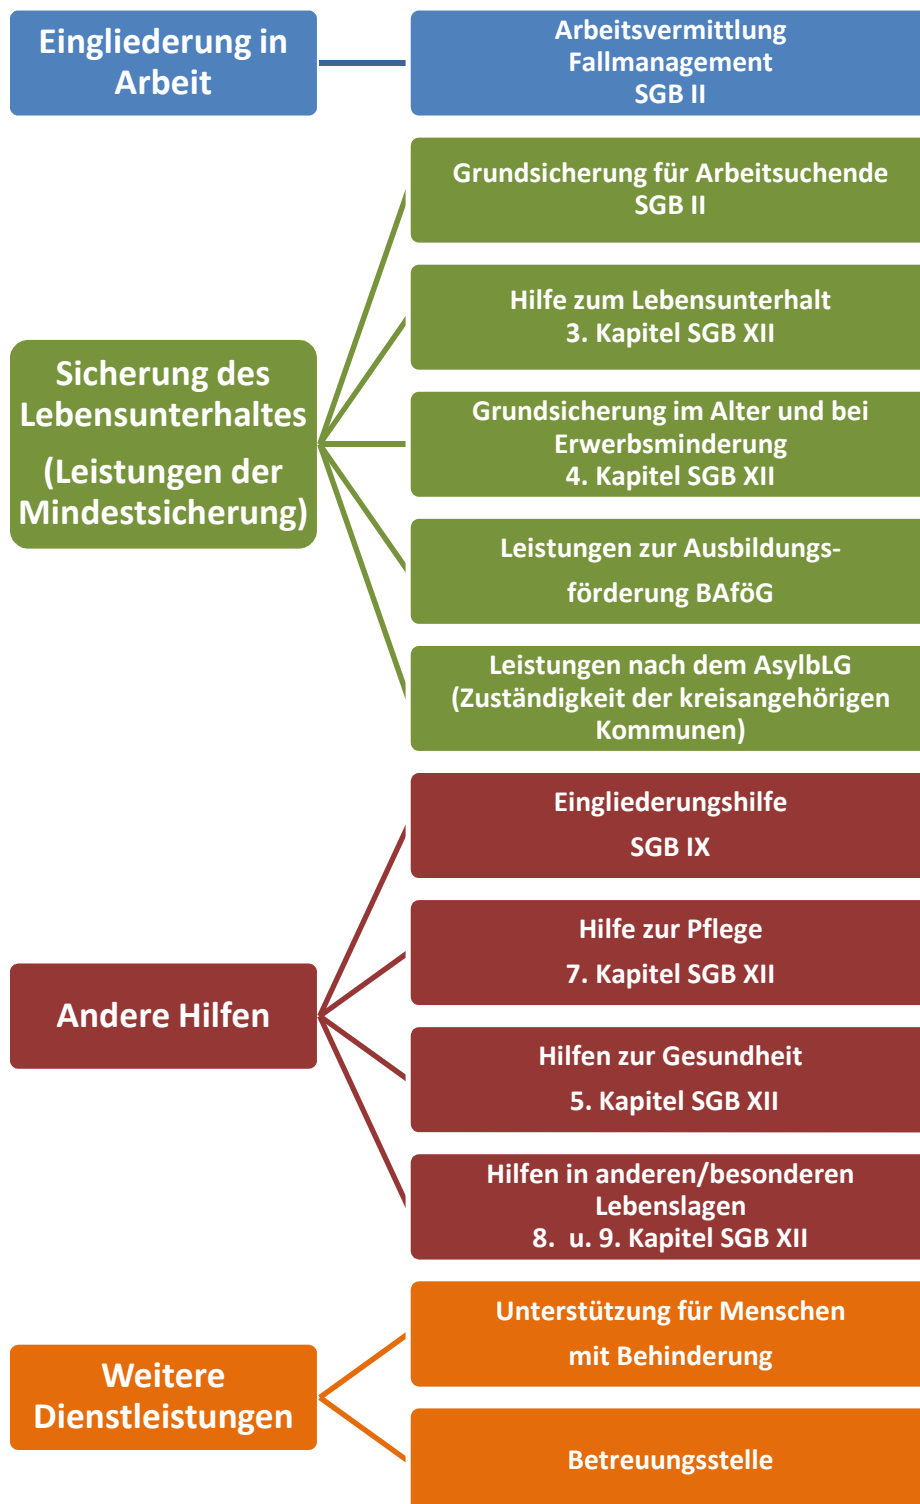 Eingliederung in
Arbeit
Arbeitsvermittlung
Fallmanagement
SGB II
Sicherung des
Lebensunterhaltes
(Leistungen der
Mindestsicherung)
Grundsicherung für Arbeitsuchende
SGB II
Hilfe zum Lebensunterhalt
3. Kapitel SGB XII
Grundsicherung im Alter und bei
Erwerbsminderung
4. Kapitel SGB XII
Leistungen zur Ausbildungs-
förderung BAföG
Leistungen nach dem AsylbLG
(Zuständigkeit der kreisangehörigen
Kommunen)
Andere Hilfen
Eingliederungshilfe
SGB IX
Hilfe zur Pflege
7. Kapitel SGB XII
Hilfen zur Gesundheit
5. Kapitel SGB XII
Hilfen in anderen/besonderen
Lebenslagen
8. u. 9. Kapitel SGB XII
Weitere
Dienstleistungen
Unterstützung für Menschen
mit Behinderung
Betreuungsstelle